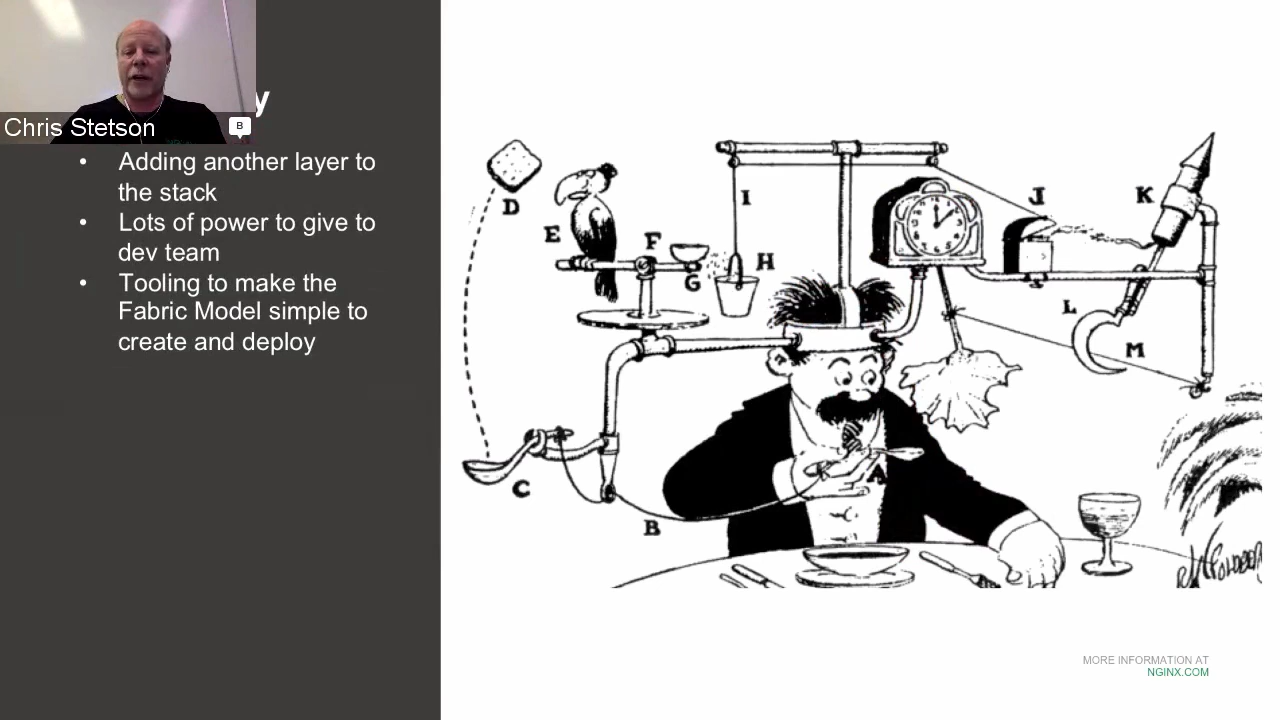 y
Chris Stetson
B
• Adding another layer to
the stack
• Lots of power to give to
dev team
• Tooling to make the
Fabric Model simple to
create and deploy
D
E
F
G
H
I
J
K
L
M
C
B
A
MORE INFORMATION AT
NGINX.COM